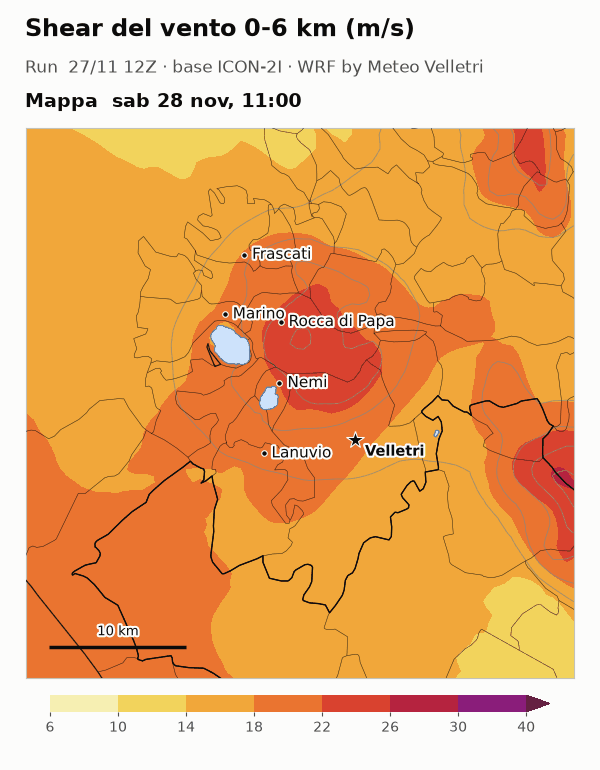 Shear del vento 0-6 km (m/s)
Run  27/11 12Z · base ICON-2I · WRF by Meteo Velletri
Mappa  sab 28 nov, 11:00
Frascati
Marino
Rocca di Papa
Nemi
Velletri
Lanuvio
10 km
6 10 14 18 22 26 30 40